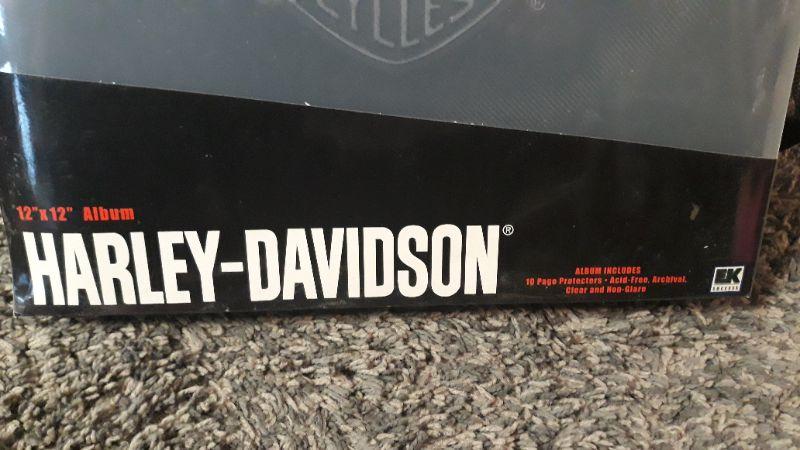 CYCLES
®
12"x12" Album
HARLEY-DAVIDSON®
ALBUM INCLUDES
10 Page Protectors • Acid-Free, Archival,
Clear and Non-Glare
EK
SUCCESS